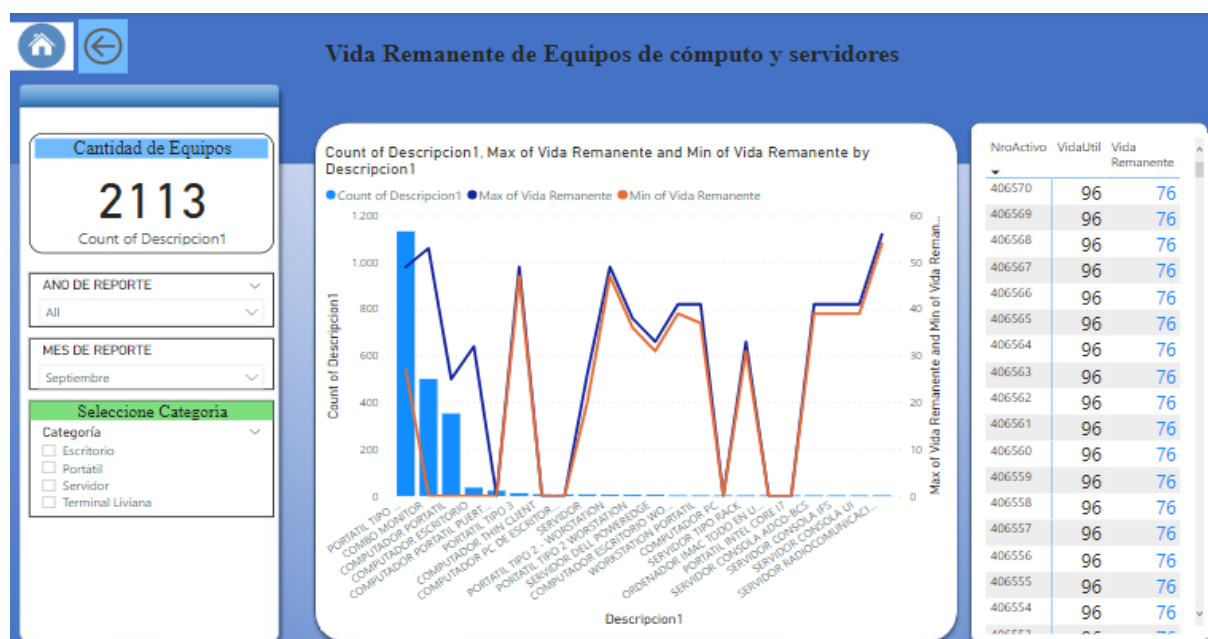 Vida Remanente de Equipos de cómputo y servidores
Cantidad de Equipos
2113
Count of Descripcion1
ANO DE REPORTE
All
MES DE REPORTE
Septiembre
Seleccione Categoria
Categoría
Escritorio
Portátil
Servidor
Terminal Liviana
Count of Descripcion1, Max of Vida Remanente and Min of Vida Remanente by
Descripcion1
Count of Descripcion1 Max of Vida Remanente Min of Vida Remanente
Count of Descripcion1
1.200
1.000
800
600
400
200
0
60
50
40
30
20
10
0
Max of Vida Remanente and Min of Vida Reman...
PORTATIL TIPO ...
COMBO MONITOR
COMPUTADOR PORTATIL
COMPUTADOR ESCRITORIO
COMPUTADOR PORTATIL PUERT...
PORTATIL TIPO 3
COMPUTADOR THIN CLIENT
COMPUTADOR PC DE ESCRITOR...
SERVIDOR
PORTATIL TIPO 2 - WORSTATION
PORTATIL TIPO 2 WORSTATION
SERVIDOR DELL POWEREDGE
COMPUTADOR ESCRITORIO WO...
WORKSTATION PORTATIL
COMPUTADOR PC
SERVIDOR TIPO RACK
ORDENADOR IMAC TODO EN U...
PORTATIL INTEL CORE I7
SERVIDOR CONSOLA ADCO-BCS
SERVIDOR CONSOLA IFS
SERVIDOR CONSOLA UI
SERVIDOR RADIOCOMUNICACI...
Descripcion1
NroActivo VidaUtil Vida
Remanente
406570 96 76
406569 96 76
406568 96 76
406567 96 76
406566 96 76
406565 96 76
406564 96 76
406563 96 76
406562 96 76
406561 96 76
406560 96 76
406559 96 76
406558 96 76
406557 96 76
406556 96 76
406555 96 76
406554 96 76